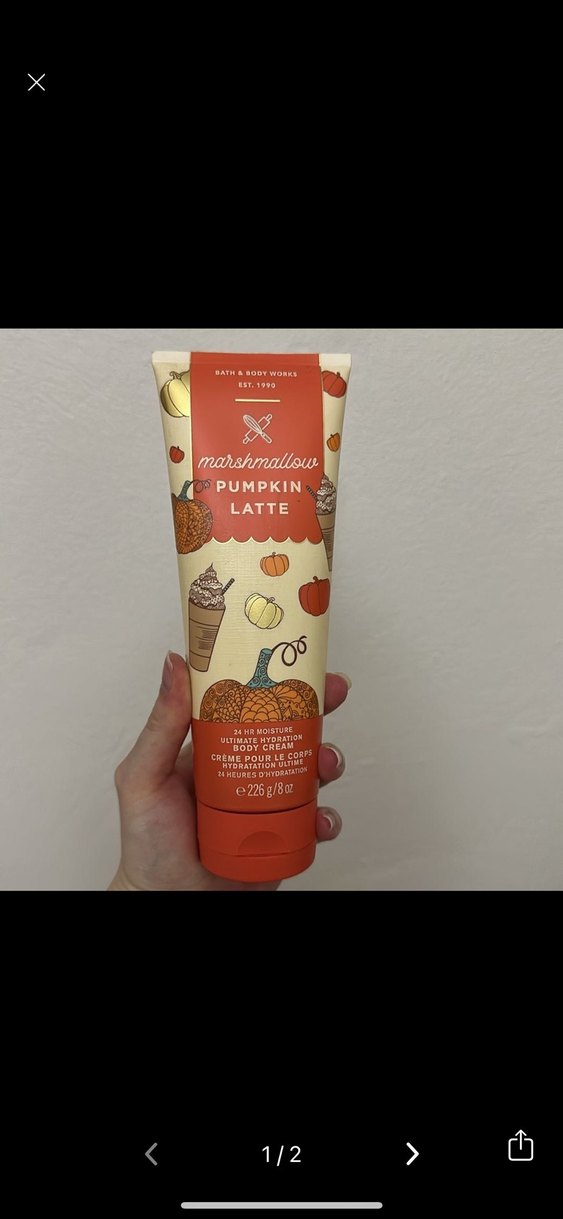 BATH & BODY WORKS
EST. 1990
marshmallow
PUMPKIN
LATTE
24 HR MOISTURE
ULTIMATE HYDRATION
BODY CREAM
CRÈME POUR LE CORPS
HYDRATATION ULTIME
24 HEURES D'HYDRATATION
℮ 226 g/8 oz
1/2